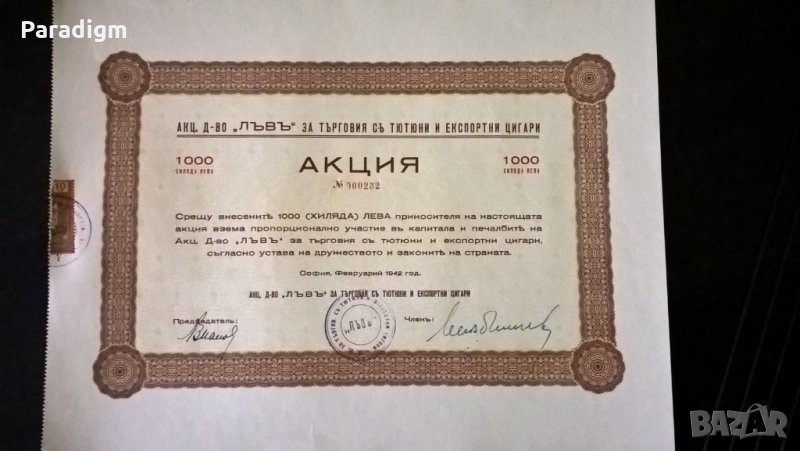 Paradigm
АКЦ. Д-ВО „ЛЪВЪ" ЗА ТЪРГОВИЯ СЪ ТЮТЮНИ И ЕКСПОРТНИ ЦИГАРИ
1000 АКЦИЯ 1000
ХИЛЯДА ЛЕВА ХИЛЯДА ЛЕВА
№ 100232
Срещу внесенитѣ 1000 (ХИЛЯДА) ЛЕВА приносителя на настоящата
акция взема пропорционално участие въ капитала и печалбитѣ на
Акц. Д-во „ЛЪВЪ" за търговия съ тютюни и експортни цигари,
съгласно устава на дружеството и законитѣ на страната.
София, Февруарий 1942 год.
АКЦ. Д-ВО „ЛЪВЪ" ЗА ТЪРГОВИЯ СЪ ТЮТЮНИ И ЕКСПОРТНИ ЦИГАРИ
Председатель: Членъ:
„ЛЪВЪ"
BAZAR